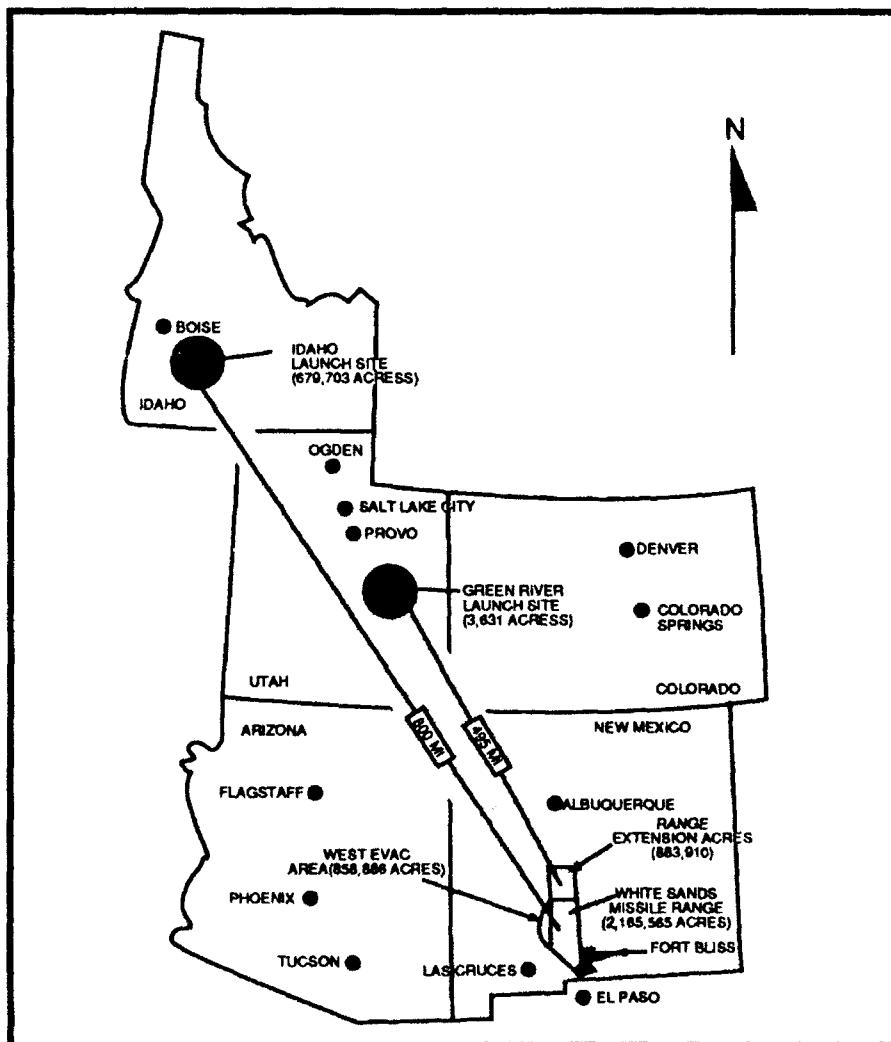 N
BOISE
IDAHO
LAUNCH SITE
(679,703 ACRESS)
IDAHO
OGDEN
SALT LAKE CITY
PROVO
DENVER
GREEN RIVER
LAUNCH SITE
(3,631 ACRESS)
COLORADO
SPRINGS
UTAH
COLORADO
ARIZONA
NEW MEXICO
800 MI
495 MI
FLAGSTAFF
ALBUQUERQUE
RANGE
EXTENSION ACRES
(883,910)
WEST EVAC
AREA(858,886 ACRES)
PHOENIX
WHITE SANDS
MISSILE RANGE
(2,185,565 ACRES)
FORT BLISS
TUCSON
LAS CRUCES
EL PASO